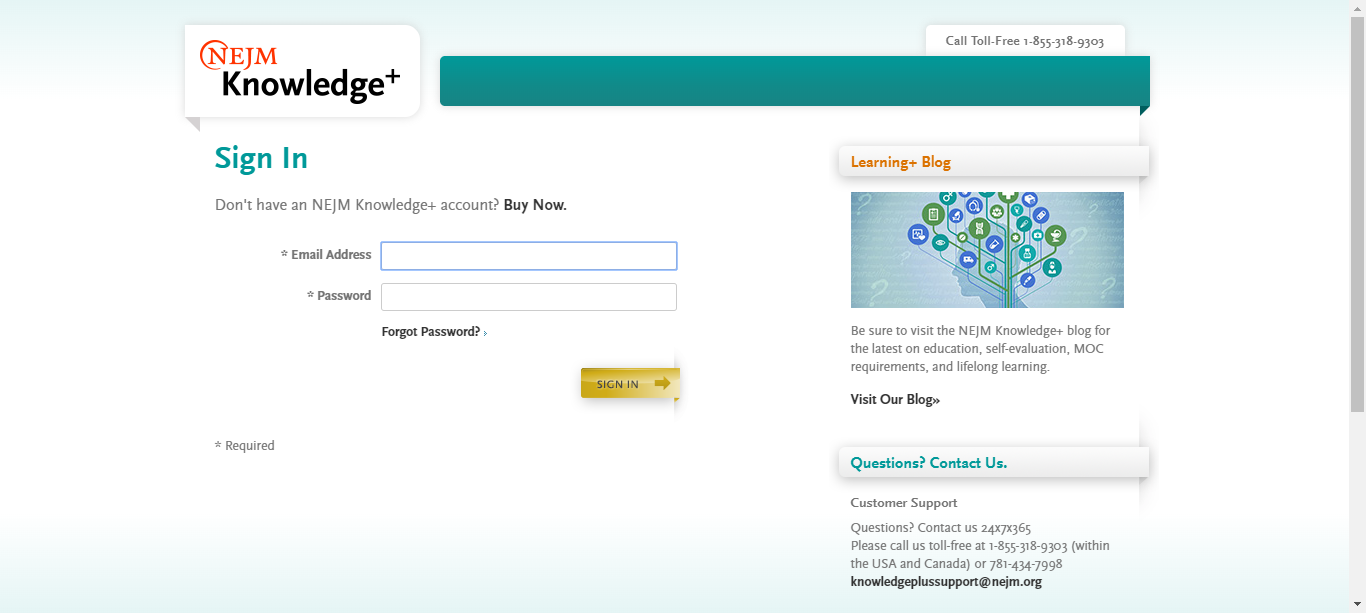 NEJM
Knowledge+
Call Toll-Free 1-855-318-9303
Sign In
Don't have an NEJM Knowledge+ account? Buy Now.
* Email Address
* Password
Forgot Password? ›
SIGN IN
* Required
Learning+ Blog
Be sure to visit the NEJM Knowledge+ blog for
the latest on education, self-evaluation, MOC
requirements, and lifelong learning.
Visit Our Blog»
Questions? Contact Us.
Customer Support
Questions? Contact us 24x7x365
Please call us toll-free at 1-855-318-9303 (within
the USA and Canada) or 781-434-7998
knowledgeplussupport@nejm.org